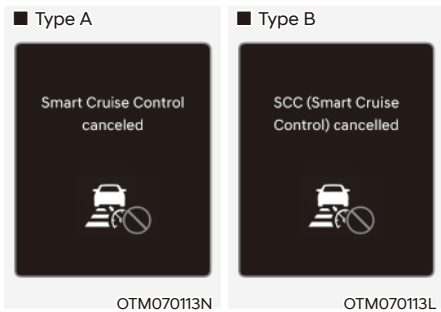 ■ Type A
Smart Cruise Control
canceled
OTM070113N
■ Type B
SCC (Smart Cruise
Control) cancelled
OTM070113L